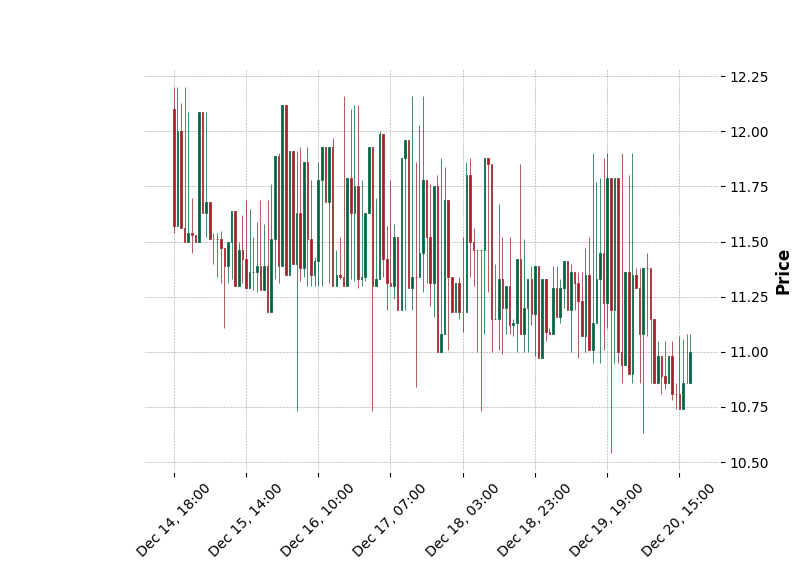 12.25
12.00
11.75
11.50
11.25
11.00
10.75
10.50
Price
Dec 14, 18:00
Dec 15, 14:00
Dec 16, 10:00
Dec 17, 07:00
Dec 18, 03:00
Dec 18, 23:00
Dec 19, 19:00
Dec 20, 15:00